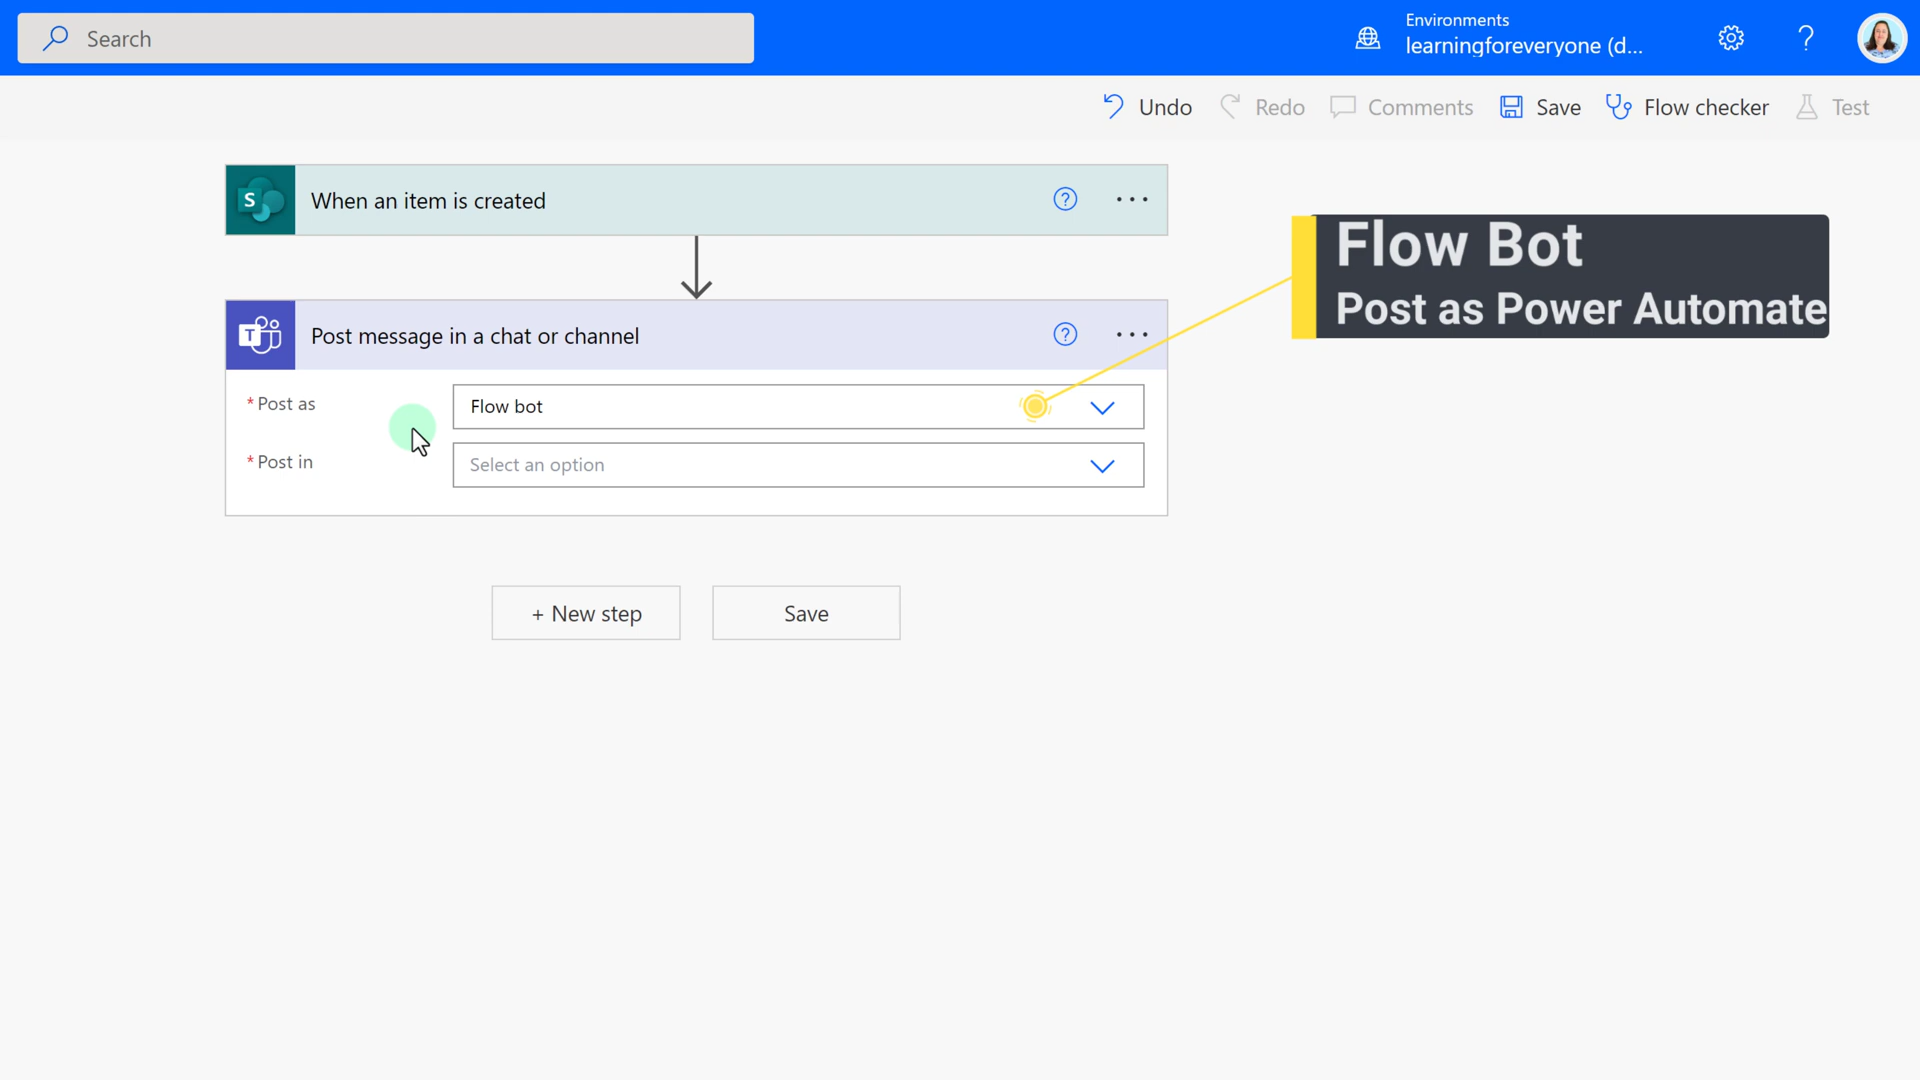 Search
Environments
learningforeveryone (d...
?
Undo
Redo
Comments
Save
Flow checker
Test
S
When an item is created
?
...
Flow Bot
Post as Power Automate
T
Post message in a chat or channel
?
...
* Post as
Flow bot
* Post in
Select an option
+ New step
Save